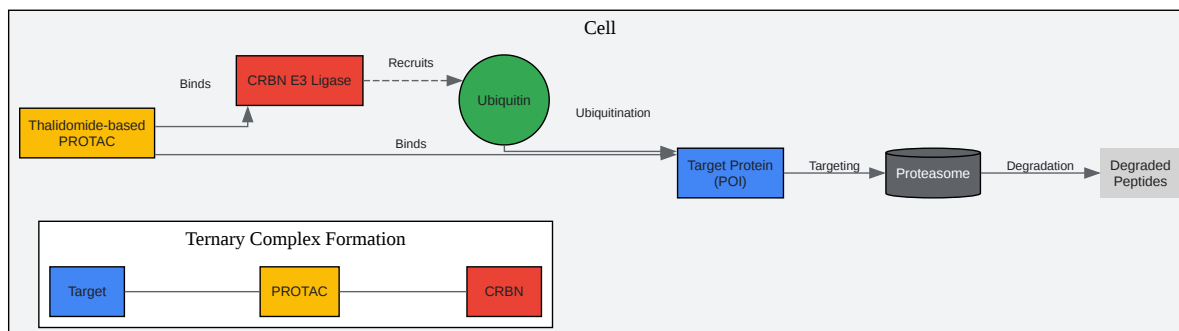 Cell
Recruits
Binds
CRBN E3 Ligase
Ubiquitin
Ubiquitination
Thalidomide-based
PROTAC
Binds
Target Protein
(POI)
Targeting
Proteasome
Degradation
Degraded
Peptides
Ternary Complex Formation
Target
PROTAC
CRBN